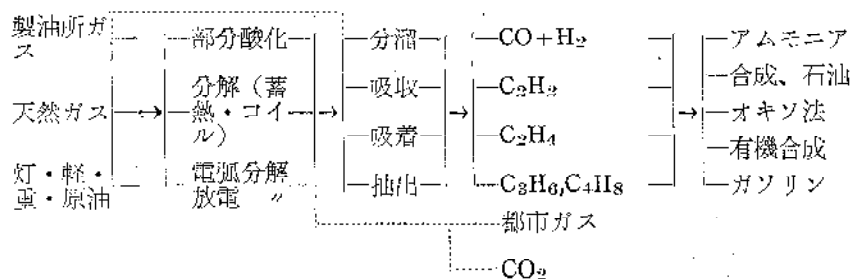 製油所ガ
ス
天然ガス
灯・軽・
重・原油
部分酸化
分解（蓄
熱・コイ
ル）
電弧分解
放電 〃
分溜
吸収
吸着
抽化
CO+H₂
C₂H₂
C₂H₄
C₃H₆,C₄H₈
都市ガス
CO₂
アムモニア
合成、石油
オキソ法
有機合成
ガソリン